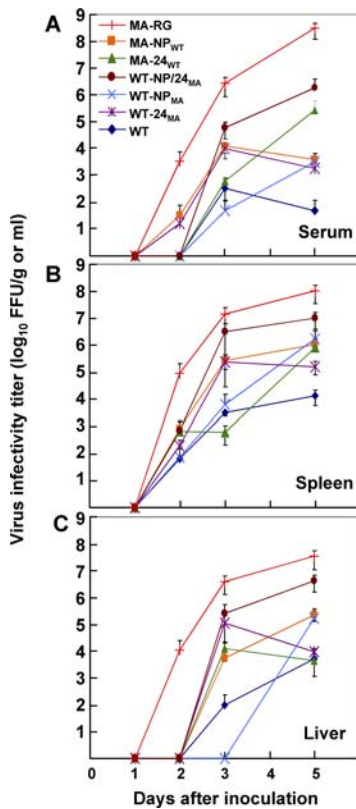 A
9
8
7
6
5
4
3
2
1
MA-RG
MA-NPWT
MA-24WT
WT-NP/24MA
WT-NPMA
WT-24MA
WT
Serum
B
9
8
7
6
5
4
3
2
1
Spleen
C
9
8
7
6
5
4
3
2
1
Liver
0 1 2 3 4 5
Days after inoculation
Virus infectivity titer (log10 FFU/g or ml)